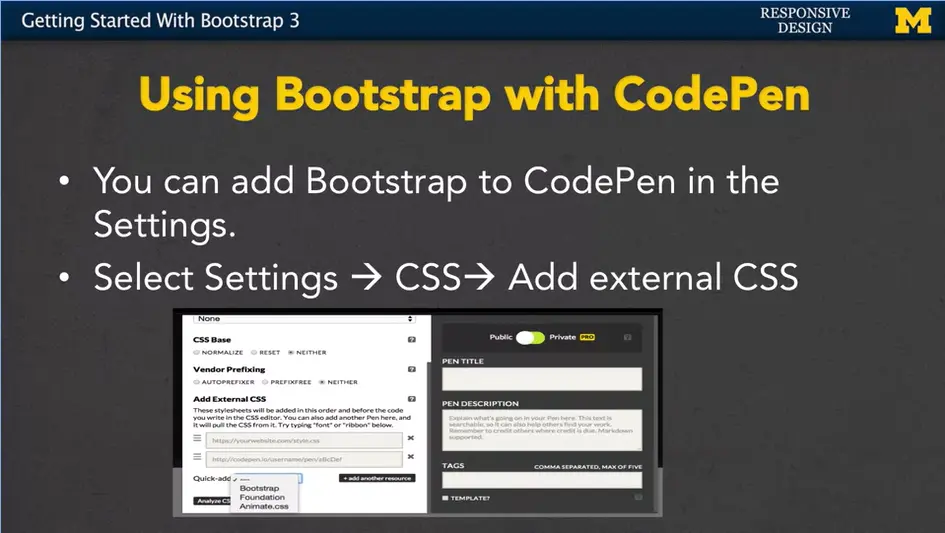 Getting Started With Bootstrap 3
RESPONSIVE
DESIGN
M
Using Bootstrap with CodePen
• You can add Bootstrap to CodePen in the
Settings.
• Select Settings → CSS→ Add external CSS
None
CSS Base
NORMALIZE RESET NEITHER
Vendor Prefixing
AUTOPREFIXER PREFIXFREE NEITHER
Add External CSS
These stylesheets will be added in this order and before the code
you write in the CSS editor. You can also add another Pen here, and
it will pull the CSS from it. Try typing "font" or "ribbon" below.
https://yourwebsite.com/style.css
http://codepen.io/username/pen/aBcDef
Quick-add
+ add another resource
Bootstrap
Foundation
Animate.css
Analyze CS
Public Private PRO
PEN TITLE
PEN DESCRIPTION
Explain what's going on in your Pen here. This text is
searchable, so it can also help others find your work.
Remember to credit others where credit is due. Markdown
supported.
TAGS COMMA SEPARATED, MAX OF FIVE
TEMPLATE?